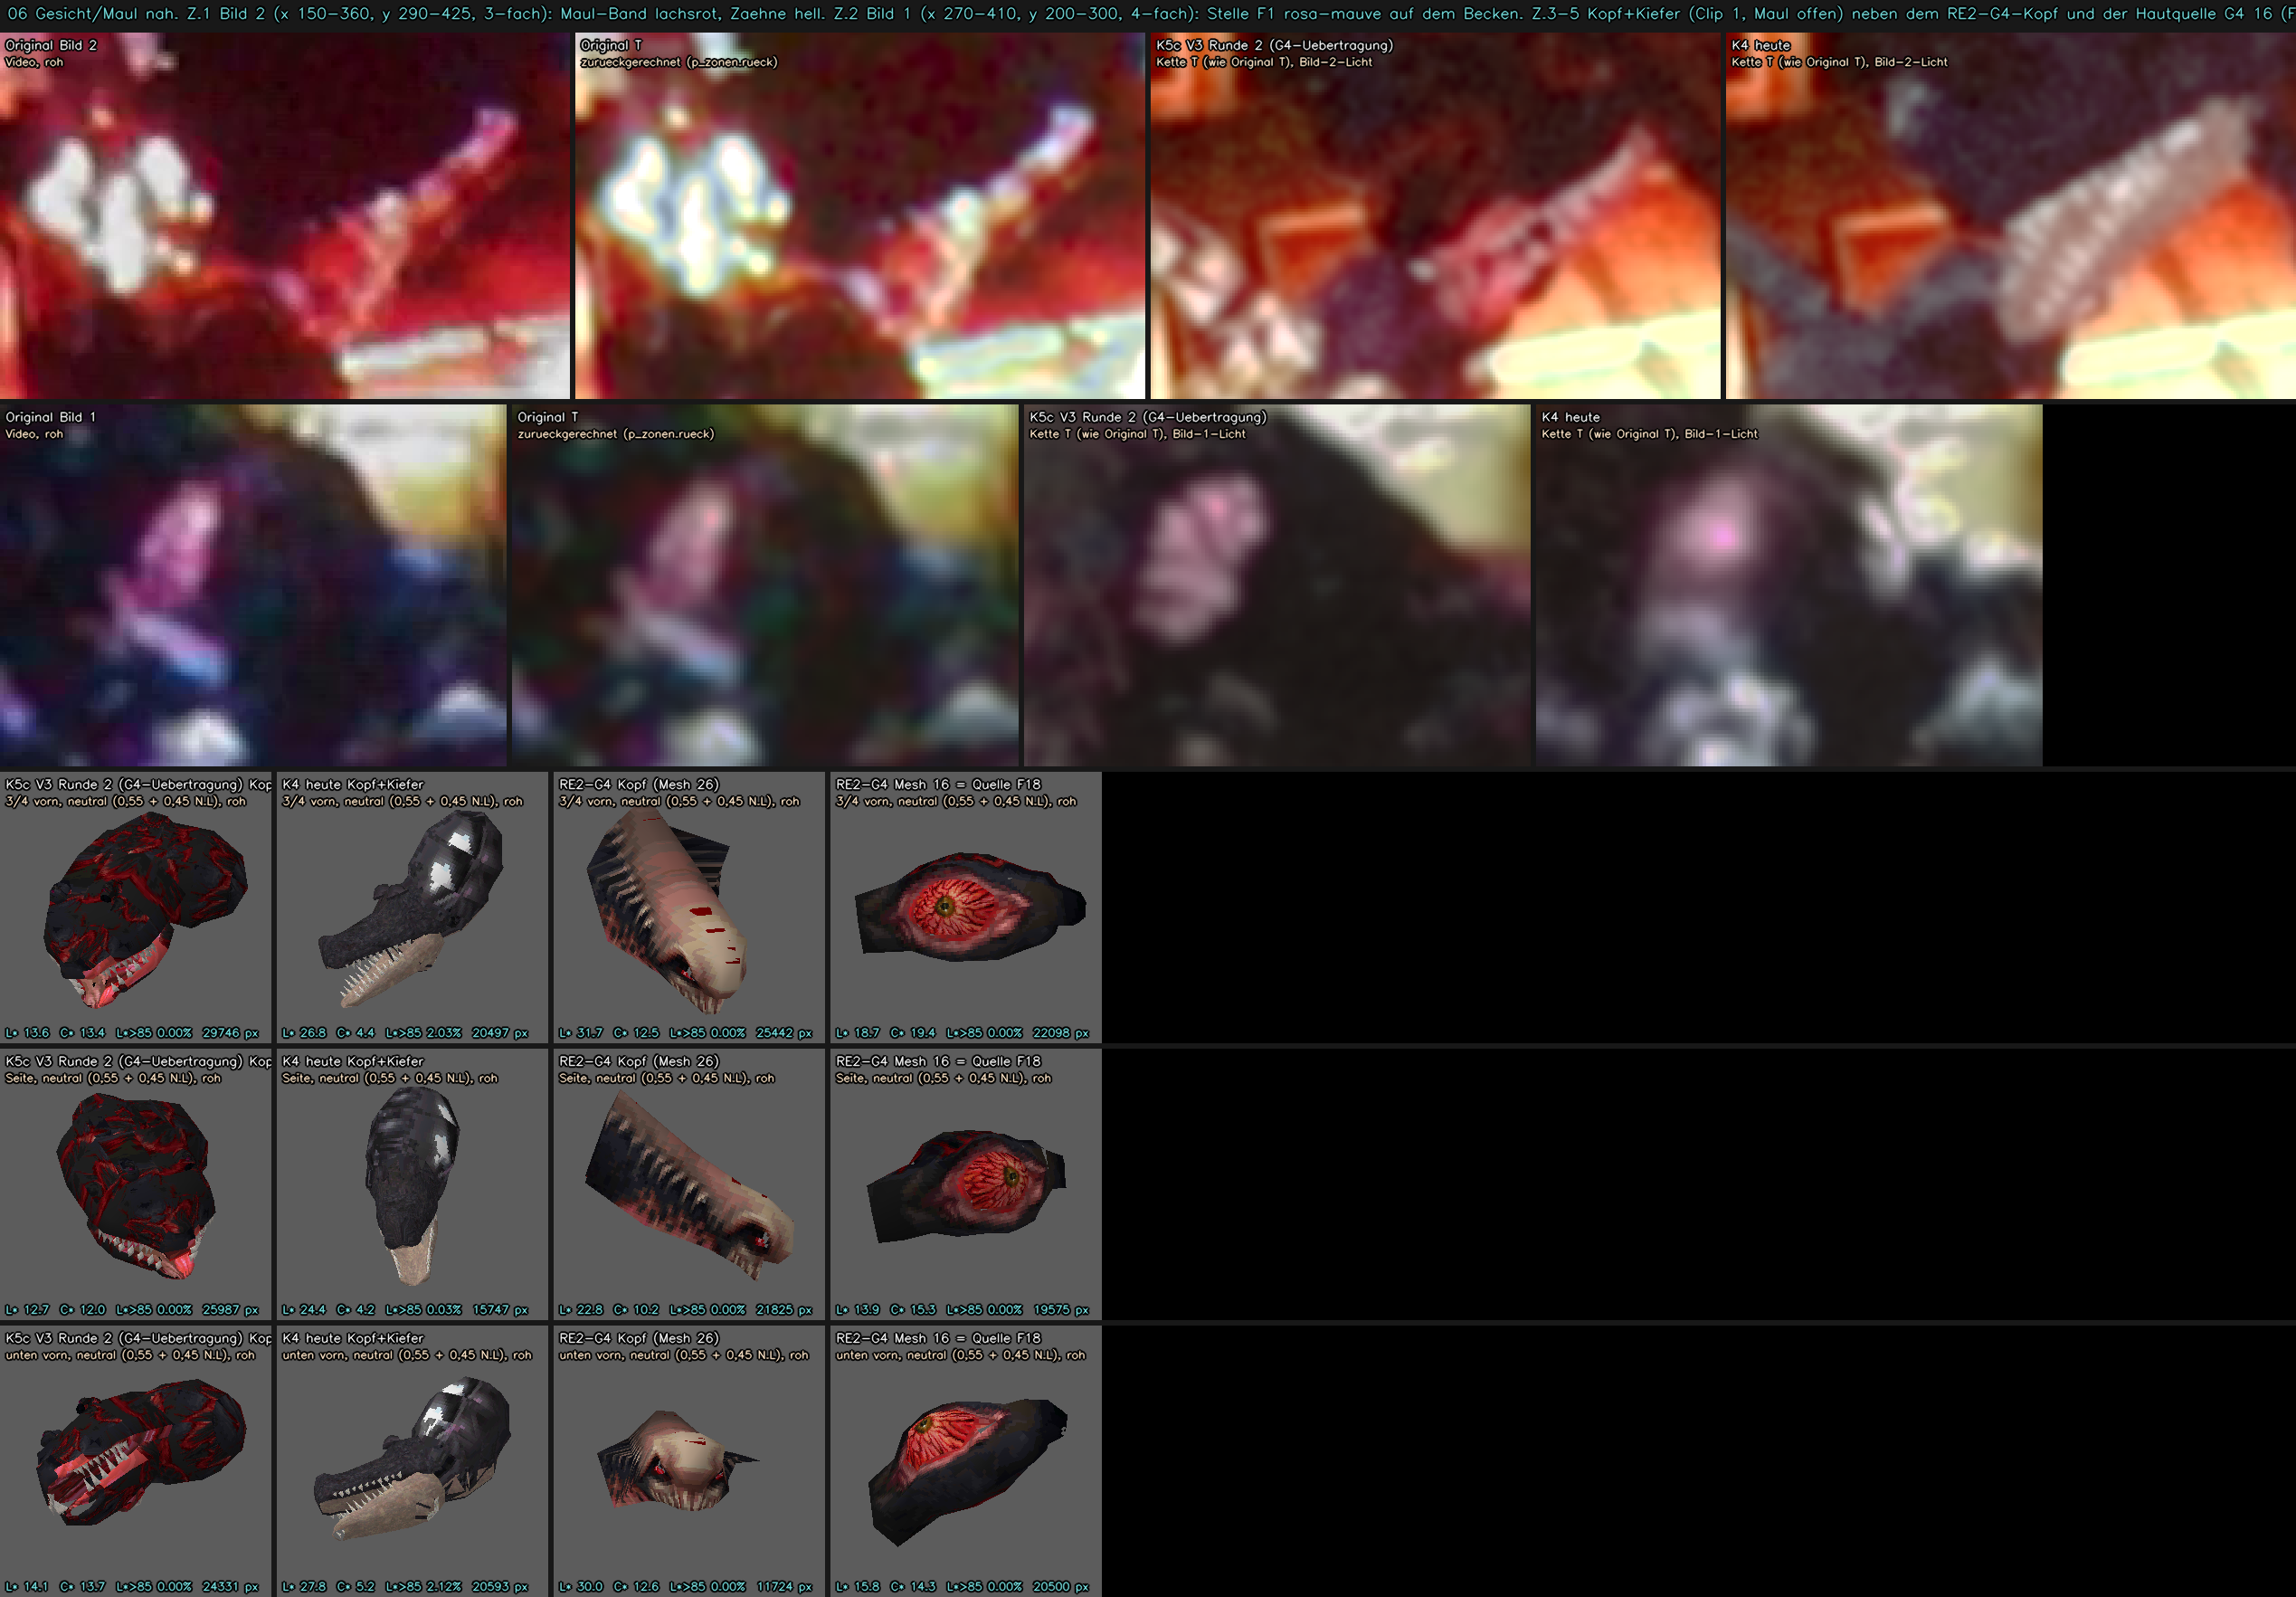 06 Gesicht/Maul nah. Z.1 Bild 2 (x 150-360, y 290-425, 3-fach): Maul-Band lachsrot, Zaehne hell. Z.2 Bild 1 (x 270-410, y 200-300, 4-fach): Stelle F1 rosa-mauve auf dem Becken. Z.3-5 Kopf+Kiefer (Clip 1, Maul offen) neben dem RE2-G4-Kopf und der Hautquelle G4 16 (F
Original Bild 2
Video, roh
Original T
zurueckgerechnet (p_zonen.rueck)
K5c V3 Runde 2 (G4-Uebertragung)
Kette T (wie Original T), Bild-2-Licht
K4 heute
Kette T (wie Original T), Bild-2-Licht
Original Bild 1
Video, roh
Original T
zurueckgerechnet (p_zonen.rueck)
K5c V3 Runde 2 (G4-Uebertragung)
Kette T (wie Original T), Bild-1-Licht
K4 heute
Kette T (wie Original T), Bild-1-Licht
K5c V3 Runde 2 (G4-Uebertragung) Kop
3/4 vorn, neutral (0,55 + 0,45 N.L), roh
L* 13.6 C* 13.4 L*>85 0.00% 29746 px
K4 heute Kopf+Kiefer
3/4 vorn, neutral (0,55 + 0,45 N.L), roh
L* 26.8 C* 4.4 L*>85 2.03% 20497 px
RE2-G4 Kopf (Mesh 26)
3/4 vorn, neutral (0,55 + 0,45 N.L), roh
L* 31.7 C* 12.5 L*>85 0.00% 25442 px
RE2-G4 Mesh 16 = Quelle F18
3/4 vorn, neutral (0,55 + 0,45 N.L), roh
L* 18.7 C* 19.4 L*>85 0.00% 22098 px
K5c V3 Runde 2 (G4-Uebertragung) Kop
Seite, neutral (0,55 + 0,45 N.L), roh
L* 12.7 C* 12.0 L*>85 0.00% 25987 px
K4 heute Kopf+Kiefer
Seite, neutral (0,55 + 0,45 N.L), roh
L* 24.4 C* 4.2 L*>85 0.03% 15747 px
RE2-G4 Kopf (Mesh 26)
Seite, neutral (0,55 + 0,45 N.L), roh
L* 22.8 C* 10.2 L*>85 0.00% 21825 px
RE2-G4 Mesh 16 = Quelle F18
Seite, neutral (0,55 + 0,45 N.L), roh
L* 13.9 C* 15.3 L*>85 0.00% 19575 px
K5c V3 Runde 2 (G4-Uebertragung) Kop
unten vorn, neutral (0,55 + 0,45 N.L), roh
L* 14.1 C* 13.7 L*>85 0.00% 24331 px
K4 heute Kopf+Kiefer
unten vorn, neutral (0,55 + 0,45 N.L), roh
L* 27.8 C* 5.2 L*>85 2.12% 20593 px
RE2-G4 Kopf (Mesh 26)
unten vorn, neutral (0,55 + 0,45 N.L), roh
L* 30.0 C* 12.6 L*>85 0.00% 11724 px
RE2-G4 Mesh 16 = Quelle F18
unten vorn, neutral (0,55 + 0,45 N.L), roh
L* 15.8 C* 14.3 L*>85 0.00% 20500 px